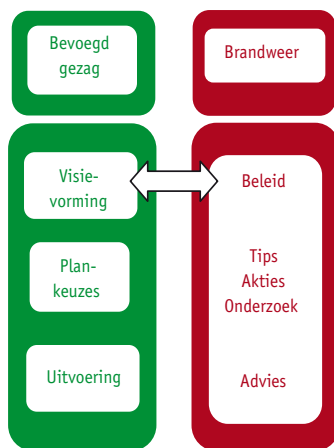 Bevoegd
gezag
Brandweer
Visie-
vorming
Beleid
Plan-
keuzes
Tips
Akties
Onderzoek
Uitvoering
Advies